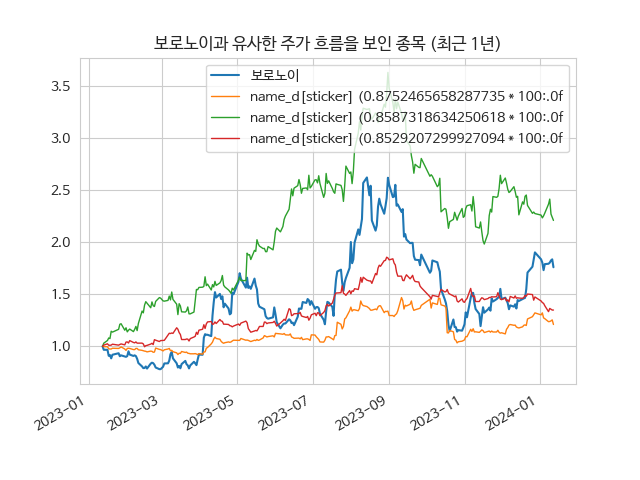 보로노이과 유사한 주가 흐름을 보인 종목 (최근 1년)
보로노이
name_d[sticker] (0.8752465658287735 * 100:.0f
name_d[sticker] (0.8587318634250618 * 100:.0f
name_d[sticker] (0.8529207299927094 * 100:.0f
3.5
3.0
2.5
2.0
1.5
1.0
2023-01
2023-03
2023-05
2023-07
2023-09
2023-11
2024-01